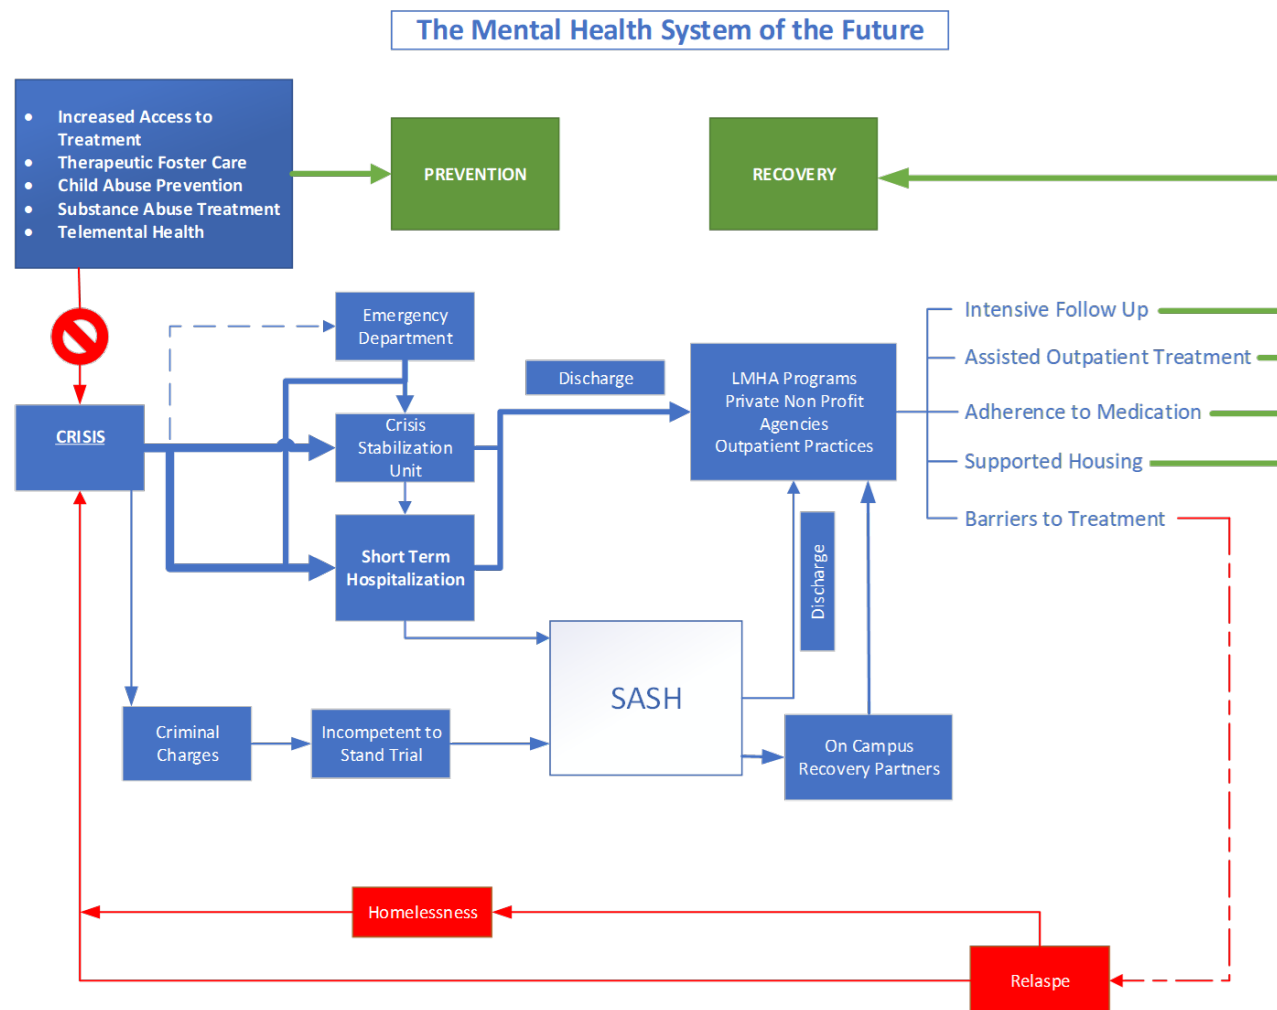 The Mental Health System of the Future
• Increased Access to
Treatment
• Therapeutic Foster Care
• Child Abuse Prevention
• Substance Abuse Treatment
• Telemental Health
PREVENTION
RECOVERY
Emergency
Department
Discharge
LMHA Programs
Private Non Profit
Agencies
Outpatient Practices
Intensive Follow Up
Assisted Outpatient Treatment
Adherence to Medication
Supported Housing
Barriers to Treatment
CRISIS
Crisis
Stabilization
Unit
Short Term
Hospitalization
Discharge
SASH
Criminal
Charges
Incompetent to
Stand Trial
On Campus
Recovery Partners
Homelessness
Relaspe